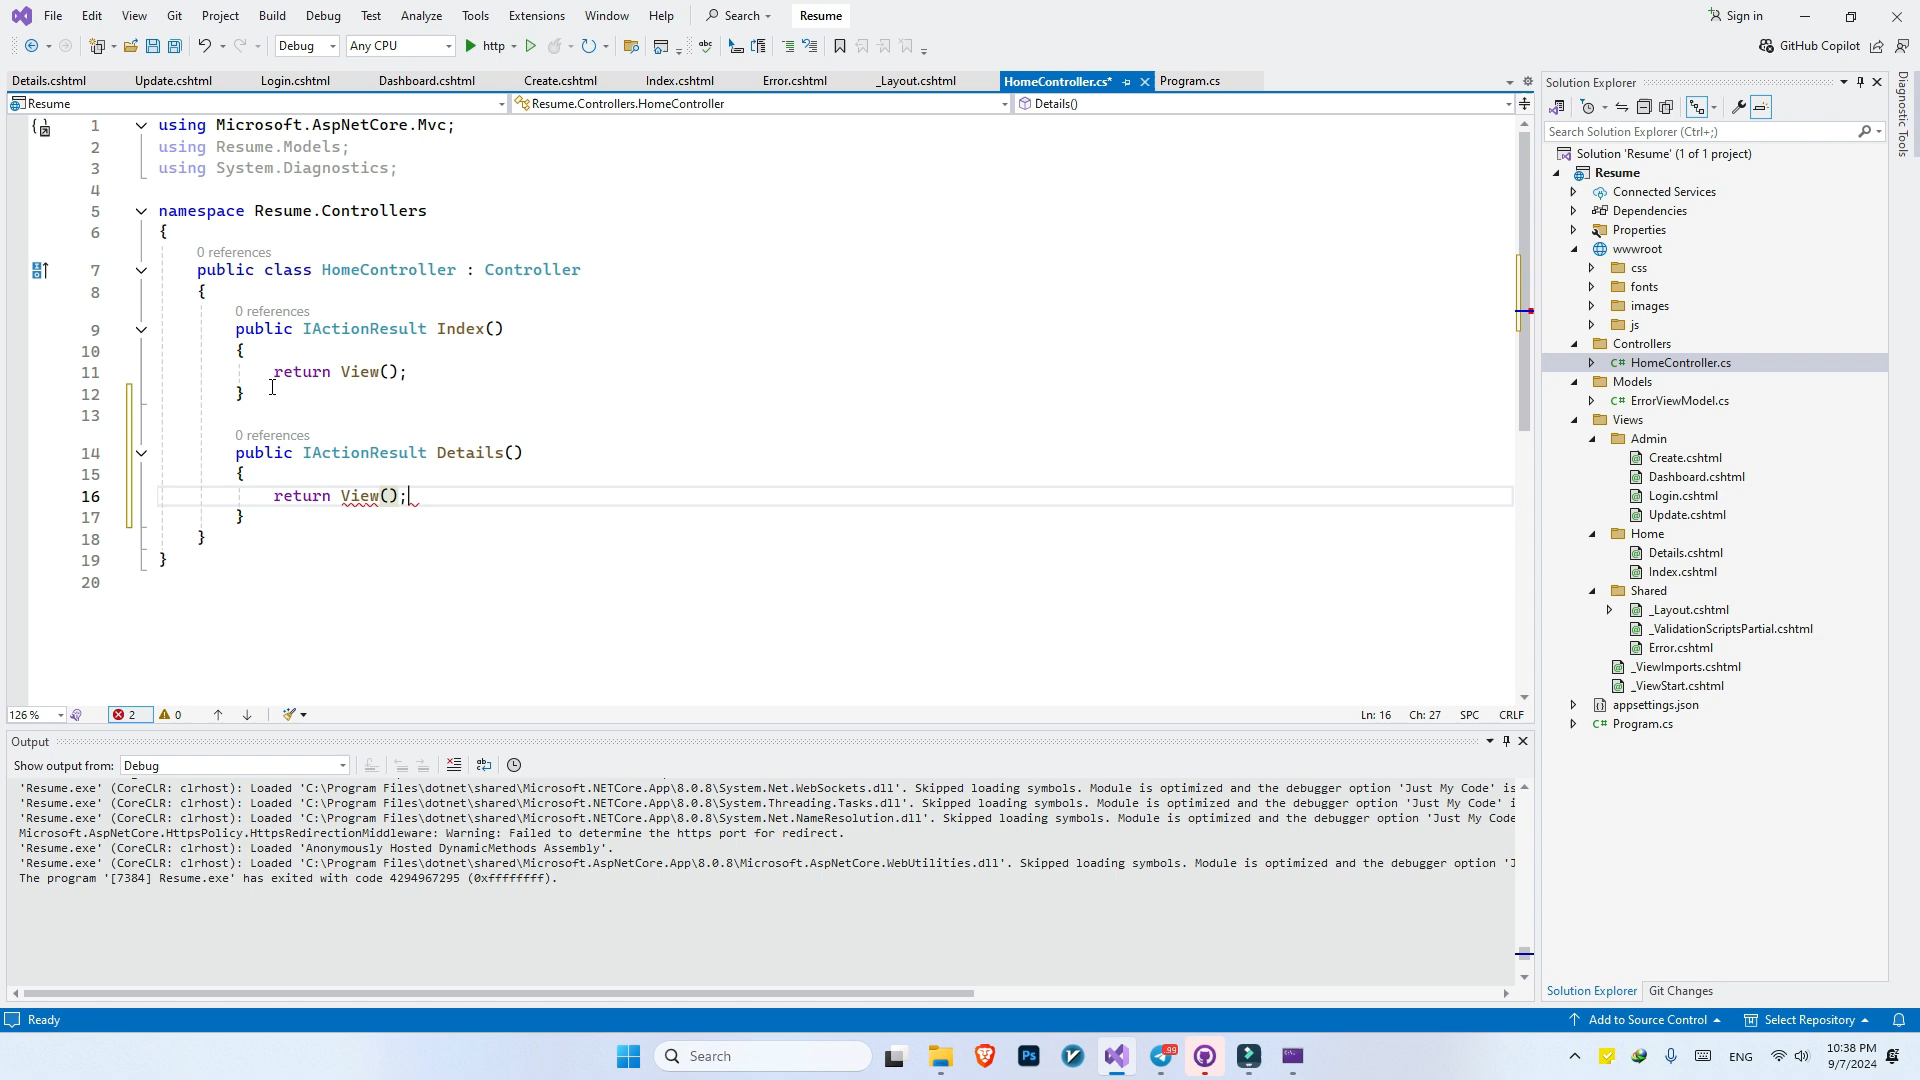 File Edit View Git Project Build Debug Test Analyze Tools Extensions Window Help Search Resume Sign in
Debug Any CPU http GitHub Copilot
Details.cshtml Update.cshtml Login.cshtml Dashboard.cshtml Create.cshtml Index.cshtml Error.cshtml _Layout.cshtml HomeController.cs* Program.cs
Resume Resume.Controllers.HomeController Details()
1 using Microsoft.AspNetCore.Mvc;
2 using Resume.Models;
3 using System.Diagnostics;
4
5 namespace Resume.Controllers
6 {
0 references
7 public class HomeController : Controller
8 {
0 references
9 public IActionResult Index()
10 {
11 return View();
12 }
13
0 references
14 public IActionResult Details()
15 {
16 return View();
17 }
18 }
19 }
20
126 % 2 0 Ln: 16 Ch: 27 SPC CRLF
Output
Show output from: Debug
'Resume.exe' (CoreCLR: clrhost): Loaded 'C:\Program Files\dotnet\shared\Microsoft.NETCore.App\8.0.8\System.Net.WebSockets.dll'. Skipped loading symbols. Module is optimized and the debugger option 'Just My Code' is
'Resume.exe' (CoreCLR: clrhost): Loaded 'C:\Program Files\dotnet\shared\Microsoft.NETCore.App\8.0.8\System.Threading.Tasks.dll'. Skipped loading symbols. Module is optimized and the debugger option 'Just My Code' i
'Resume.exe' (CoreCLR: clrhost): Loaded 'C:\Program Files\dotnet\shared\Microsoft.NETCore.App\8.0.8\System.Net.NameResolution.dll'. Skipped loading symbols. Module is optimized and the debugger option 'Just My Code
Microsoft.AspNetCore.HttpsPolicy.HttpsRedirectionMiddleware: Warning: Failed to determine the https port for redirect.
'Resume.exe' (CoreCLR: clrhost): Loaded 'Anonymously Hosted DynamicMethods Assembly'.
'Resume.exe' (CoreCLR: clrhost): Loaded 'C:\Program Files\dotnet\shared\Microsoft.AspNetCore.App\8.0.8\Microsoft.AspNetCore.WebUtilities.dll'. Skipped loading symbols. Module is optimized and the debugger option 'J
The program '[7384] Resume.exe' has exited with code 4294967295 (0xffffffff).
Solution Explorer
Search Solution Explorer (Ctrl+;)
Solution 'Resume' (1 of 1 project)
Resume
Connected Services
Dependencies
Properties
wwwroot
css
fonts
images
js
Controllers
C# HomeController.cs
Models
C# ErrorViewModel.cs
Views
Admin
Create.cshtml
Dashboard.cshtml
Login.cshtml
Update.cshtml
Home
Details.cshtml
Index.cshtml
Shared
_Layout.cshtml
_ValidationScriptsPartial.cshtml
Error.cshtml
_ViewImports.cshtml
_ViewStart.cshtml
appsettings.json
C# Program.cs
Solution Explorer Git Changes
Diagnostic Tools
Ready Add to Source Control Select Repository
Search Ps 99 ENG 10:38 PM
9/7/2024